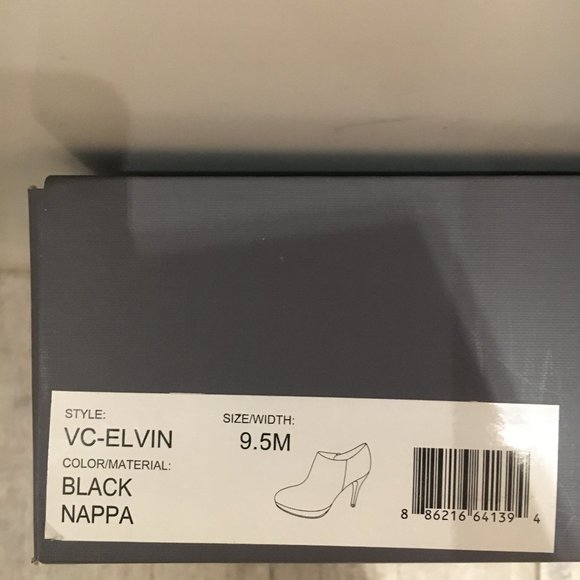 STYLE:
VC-ELVIN
SIZE/WIDTH:
9.5M
COLOR/MATERIAL:
BLACK
NAPPA
8 86216 64139 4